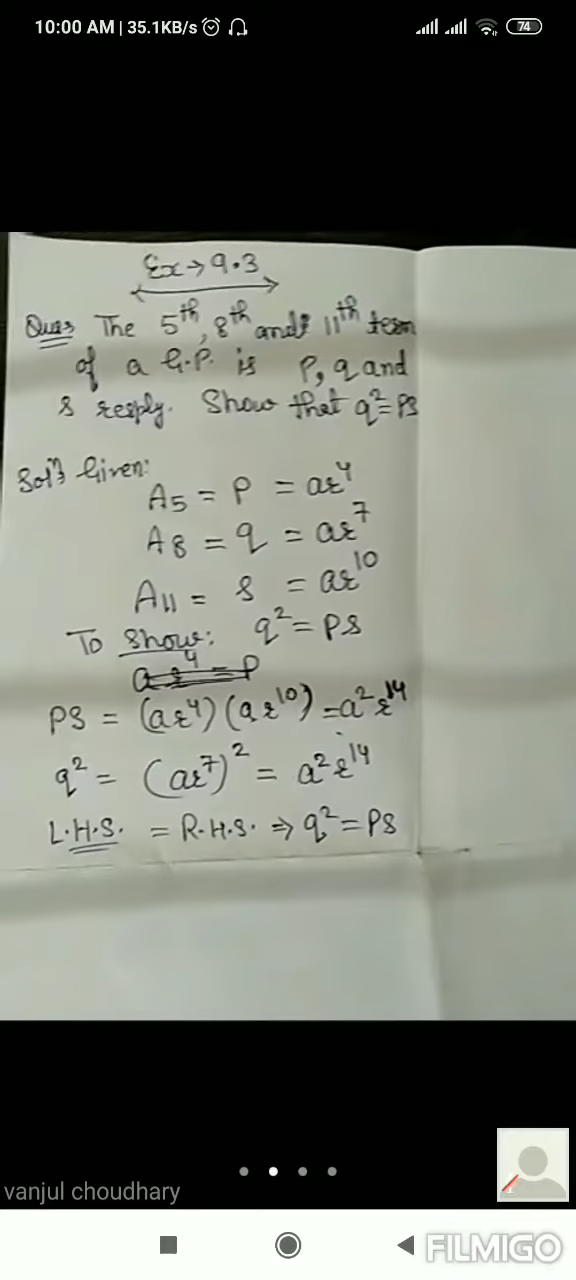 10:00 AM | 35.1KB/s
74
Ex → 9.3
Ques The 5th, 8th and 11th term
of a G.P. is P, q and
s resply. Show that q² = PS
Sol's Given:
A5 = P = ar⁴
A8 = q = ar⁷
A11 = s = ar¹⁰
To Show: q² = PS
ar⁴ = P
PS = (ar⁴)(ar¹⁰) = a²r¹⁴
q² = (ar⁷)² = a²r¹⁴
L.H.S. = R.H.S. ⇒ q² = PS
vanjul choudhary
FILMIGO